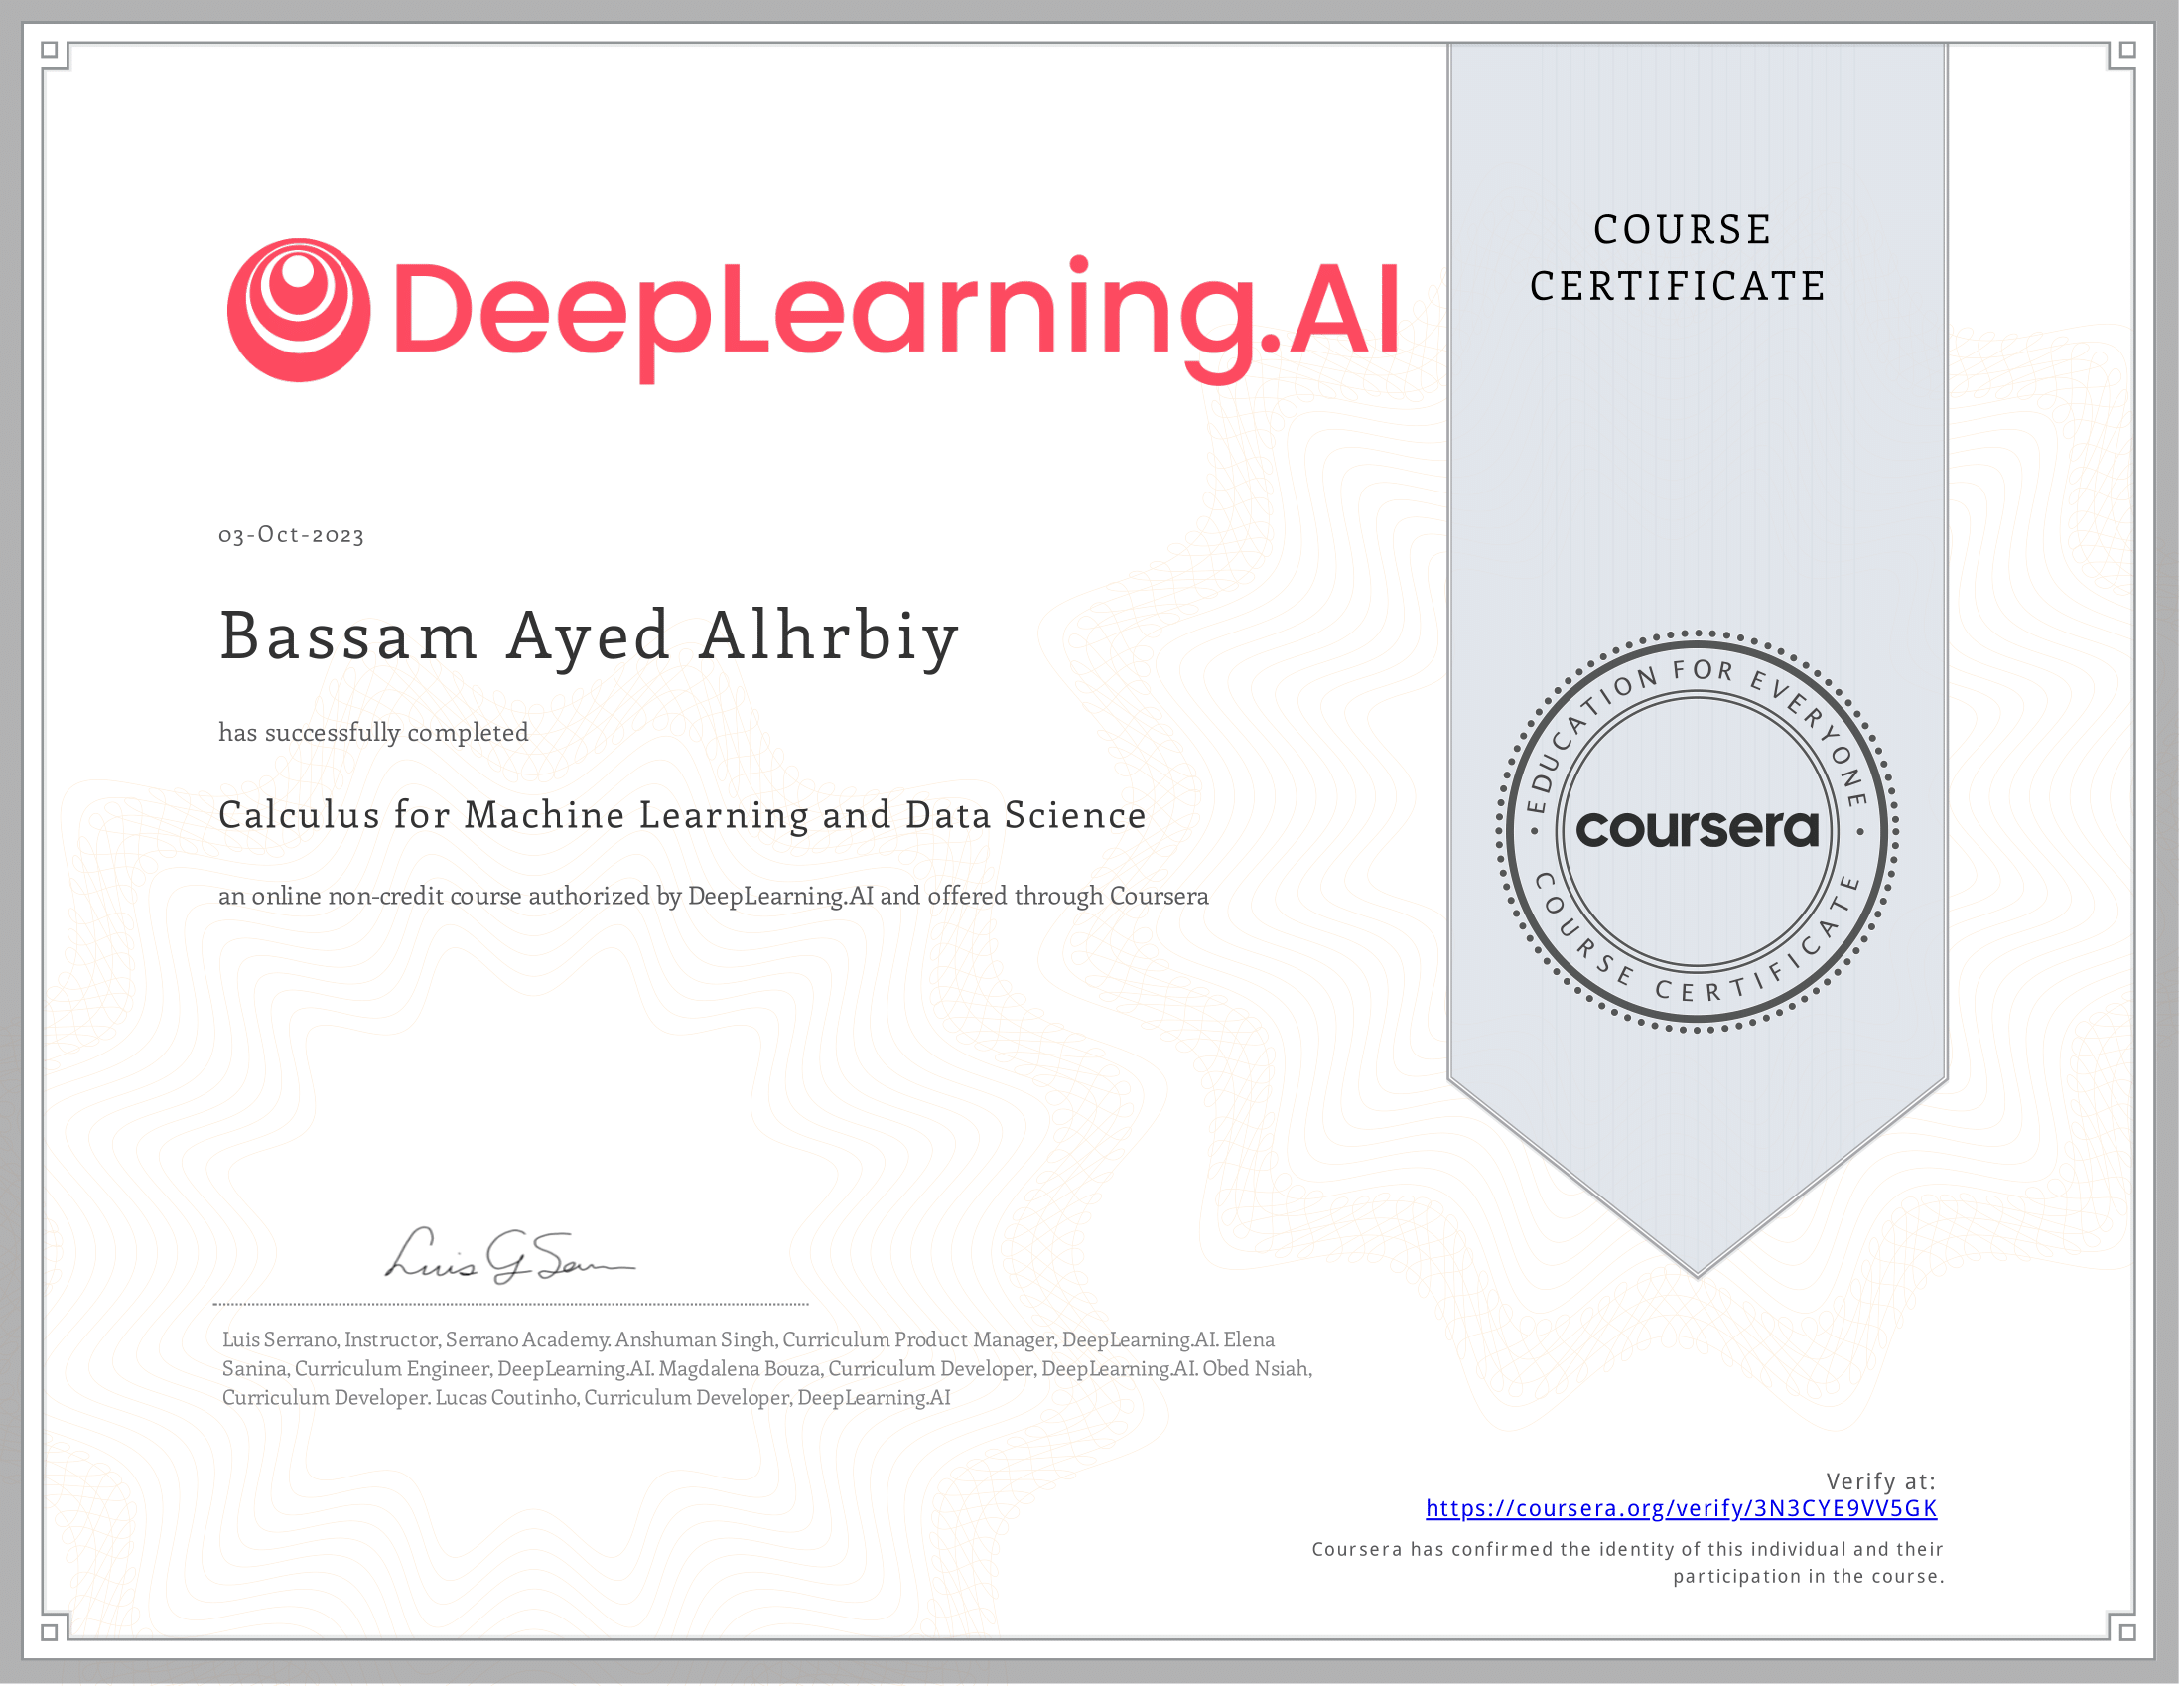 DeepLearning.AI
COURSE
CERTIFICATE
03-Oct-2023
Bassam Ayed Alhrbiy
has successfully completed
Calculus for Machine Learning and Data Science
an online non-credit course authorized by DeepLearning.AI and offered through Coursera
EDUCATION FOR EVERYONE
coursera
COURSE CERTIFICATE
Luis G Serrano, Instructor, Serrano Academy. Anshuman Singh, Curriculum Product Manager, DeepLearning.AI. Elena
Sanina, Curriculum Engineer, DeepLearning.AI. Magdalena Bouza, Curriculum Developer, DeepLearning.AI. Obed Nsiah,
Curriculum Developer. Lucas Coutinho, Curriculum Developer, DeepLearning.AI
Verify at:
https://coursera.org/verify/3N3CYE9VV5GK
Coursera has confirmed the identity of this individual and their
participation in the course.